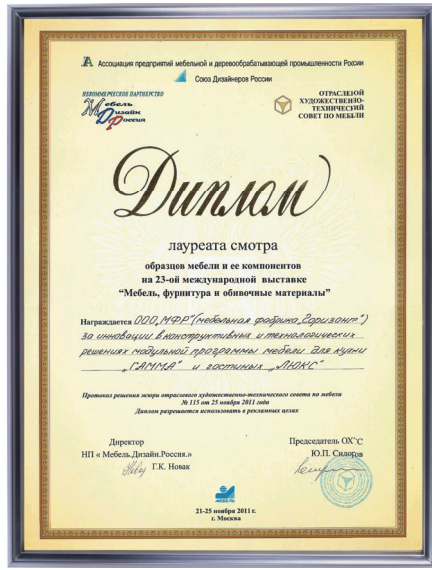 Ассоциация предприятий мебельной и деревообрабатывающей промышленности России
Союз Дизайнеров России
НЕКОММЕРЧЕСКОЕ ПАРТНЕРСТВО
Мебель
Дизайн
Россия
ОТРАСЛЕВОЙ
ХУДОЖЕСТВЕННО-
ТЕХНИЧЕСКИЙ
СОВЕТ ПО МЕБЕЛИ
Диплом
лауреата смотра
образцов мебели и ее компонентов
на 23-ой международной выставке
“Мебель, фурнитура и обивочные материалы”
Награждается ООО „МФР" (мебельная фабрика „Горизонт")
за инновации в конструктивных и технологических
решениях модульной программы мебели для кухни
„ГАММА" и гостиных „ЛЮКС"
Протокол решения жюри отраслевого художественно-технического совета по мебели
№ 115 от 25 ноября 2011 года
Диплом разрешается использовать в рекламных целях
Директор
НП « Мебель.Дизайн.Россия.»
Г.К. Новак
Председатель ОХТС
Ю.П. Сидоров
МЕБЕЛЬ
21-25 ноября 2011 г.
г. Москва